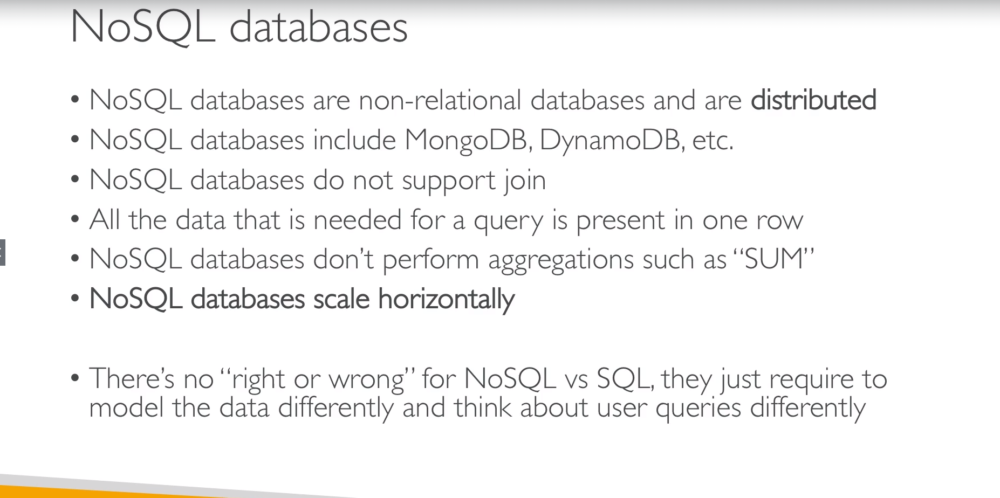 NoSQL databases
• NoSQL databases are non-relational databases and are distributed
• NoSQL databases include MongoDB, DynamoDB, etc.
• NoSQL databases do not support join
• All the data that is needed for a query is present in one row
• NoSQL databases don’t perform aggregations such as “SUM”
• NoSQL databases scale horizontally
• There’s no “right or wrong” for NoSQL vs SQL, they just require to
model the data differently and think about user queries differently